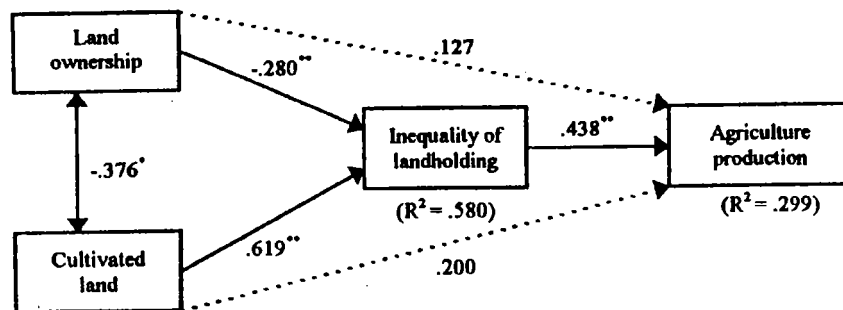 Land
ownership
.127
-.280**
Inequality of
landholding
.438**
Agriculture
production
-.376*
(R² = .580)
(R² = .299)
.619**
Cultivated
land
.200